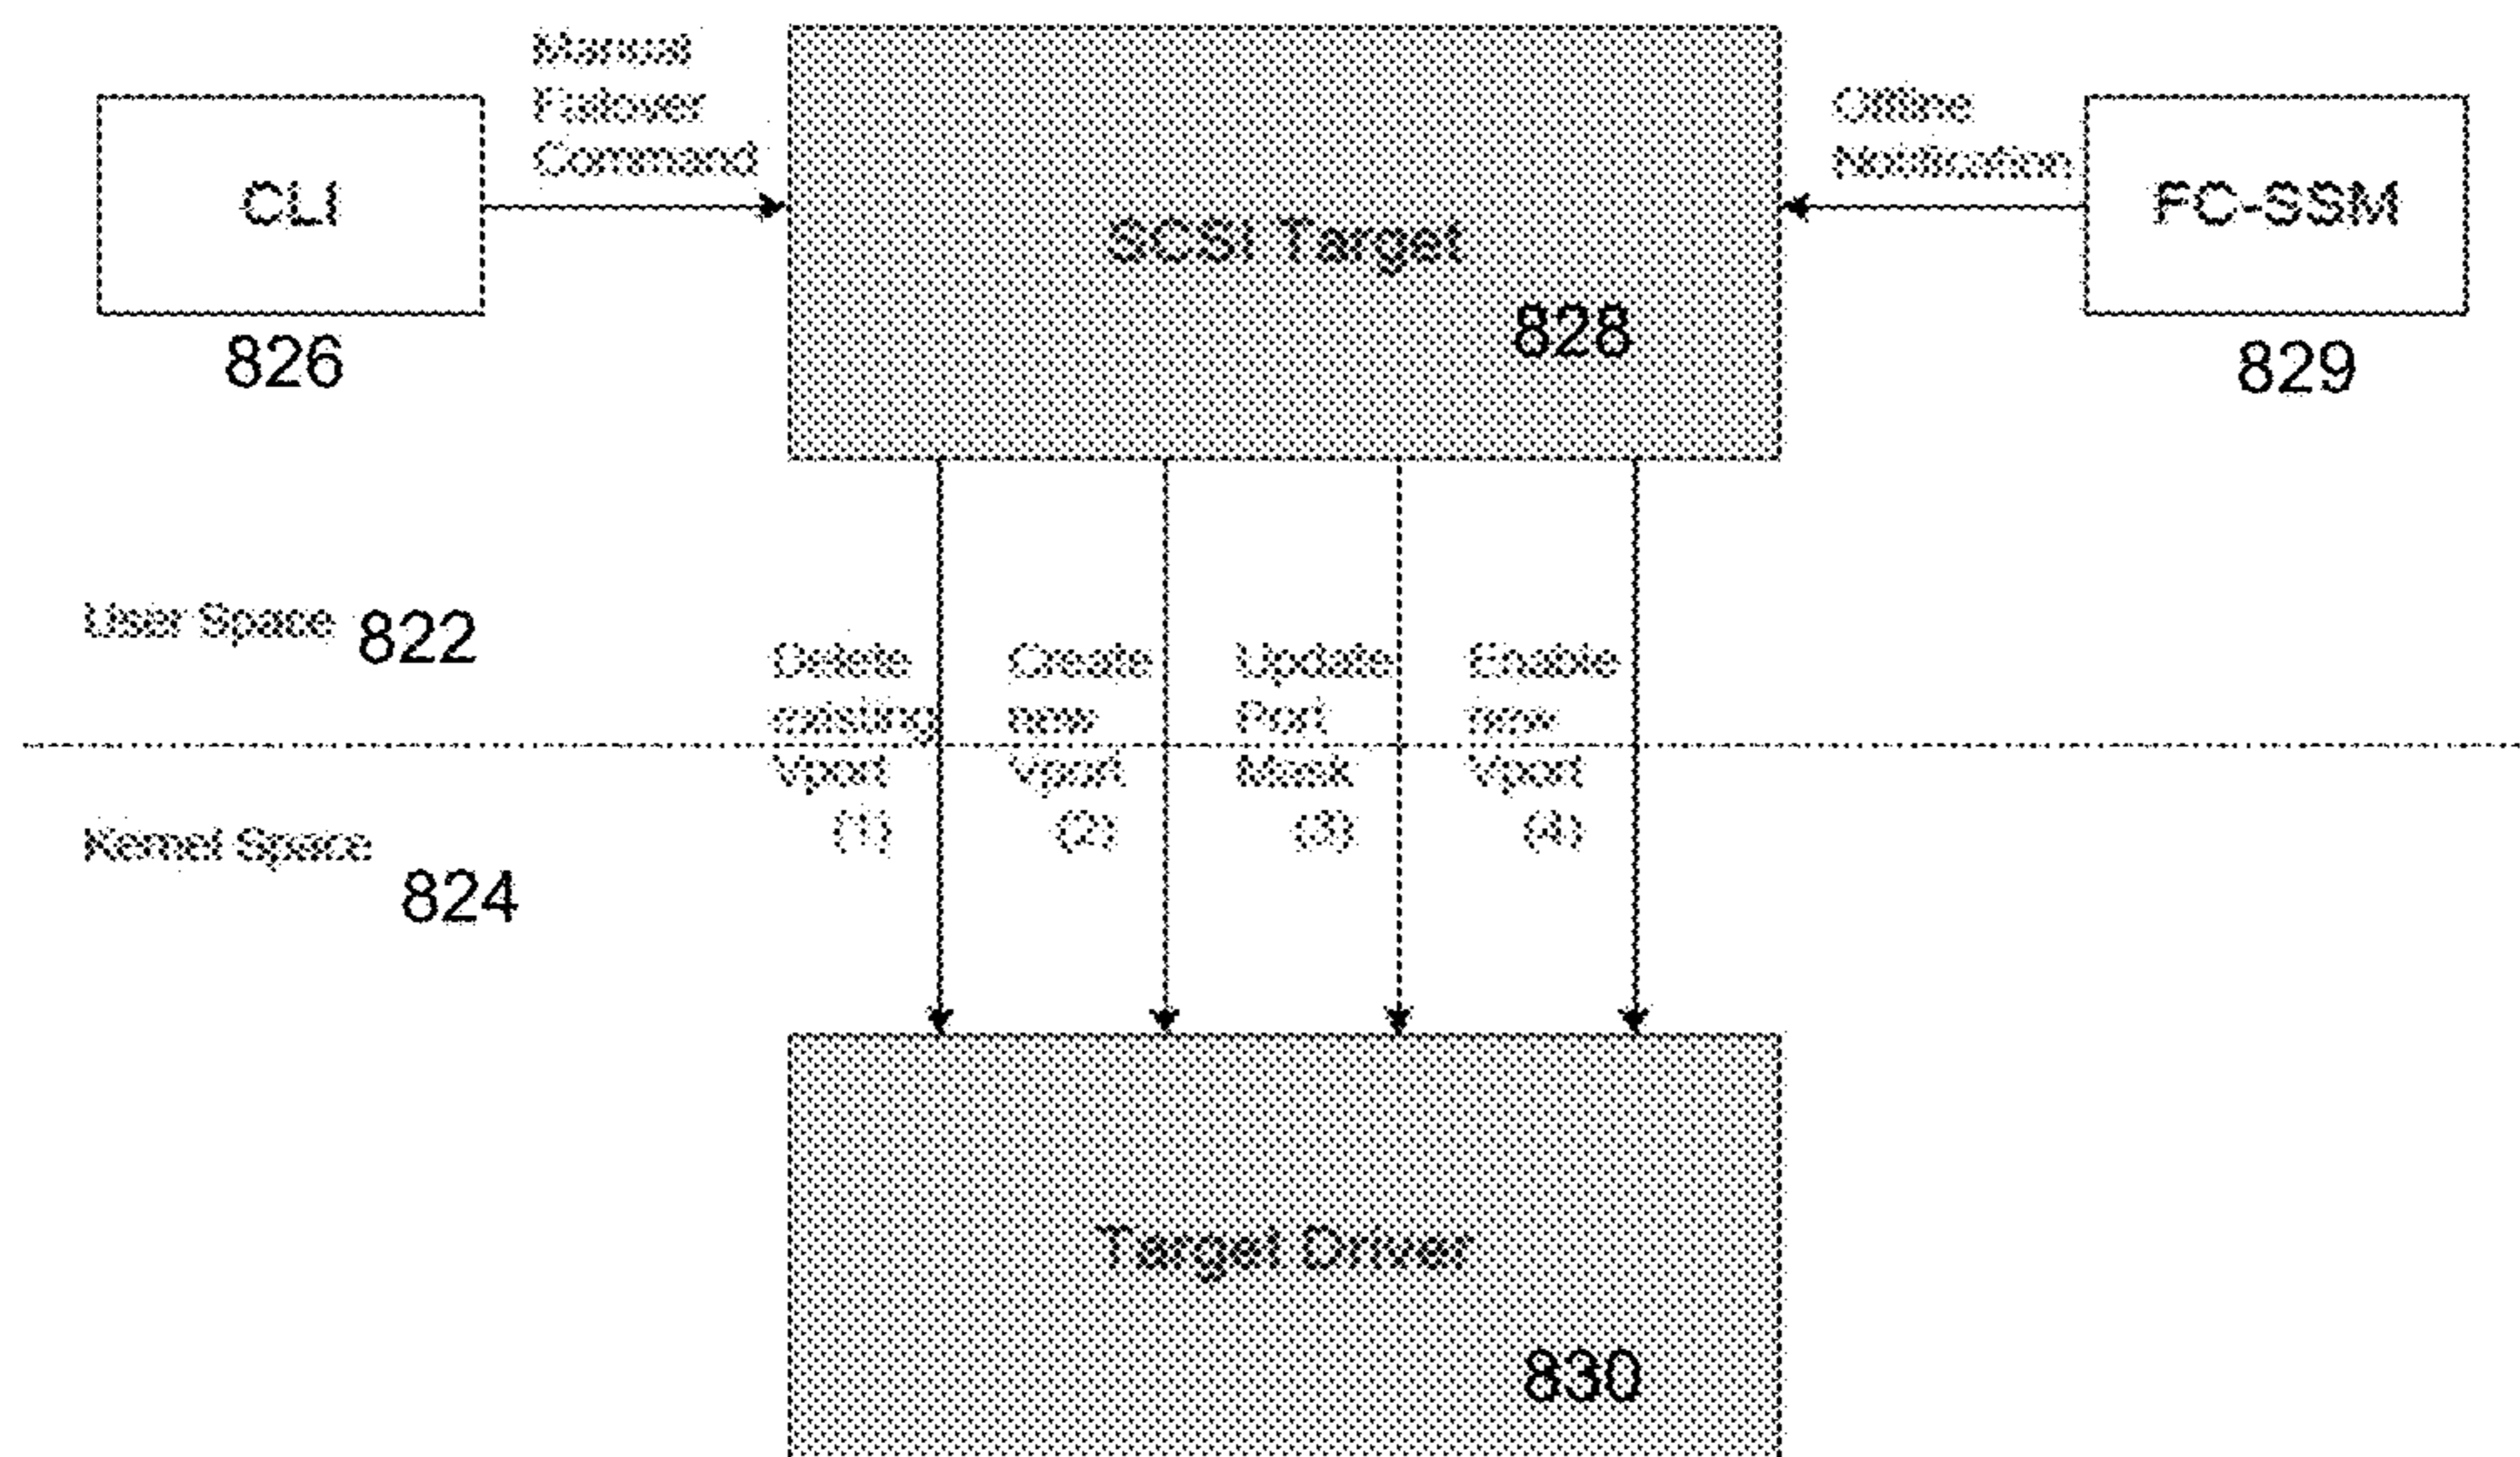 Manual
Failover
Command
CLI
826
SCSI Target
828
Offline
Notification
FC-SSM
829
User Space 822
Delete
existing
Vport
(1)
Create
new
Vport
(2)
Update
Port
Mask
(3)
Enable
new
Vport
(4)
Kernel Space
824
Target Driver
830